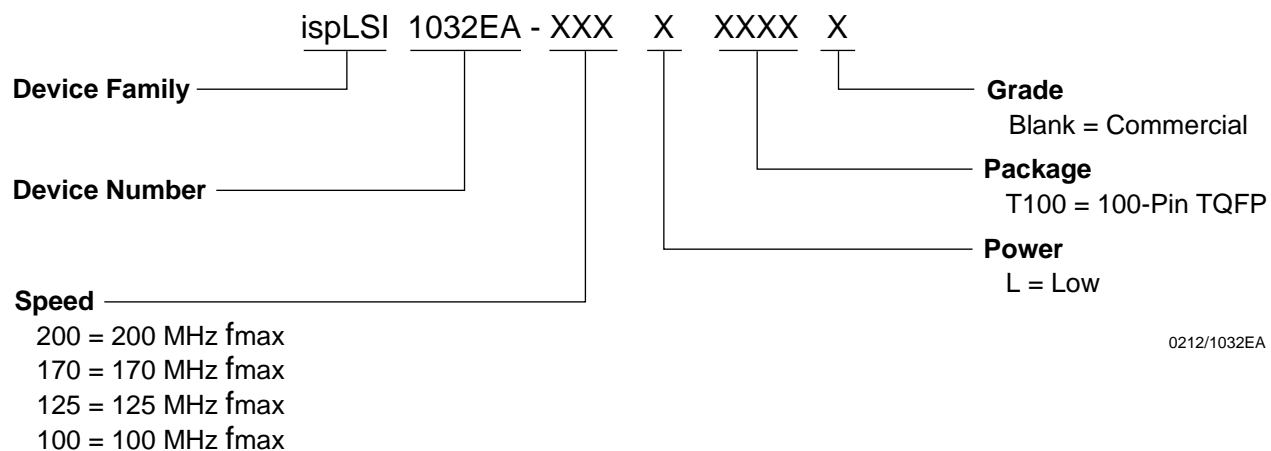 ispLSI 1032EA - XXX X XXXX X
Device Family
Grade
Blank = Commercial
Package
T100 = 100-Pin TQFP
Device Number
Power
L = Low
Speed
200 = 200 MHz fmax
170 = 170 MHz fmax
125 = 125 MHz fmax
100 = 100 MHz fmax
0212/1032EA